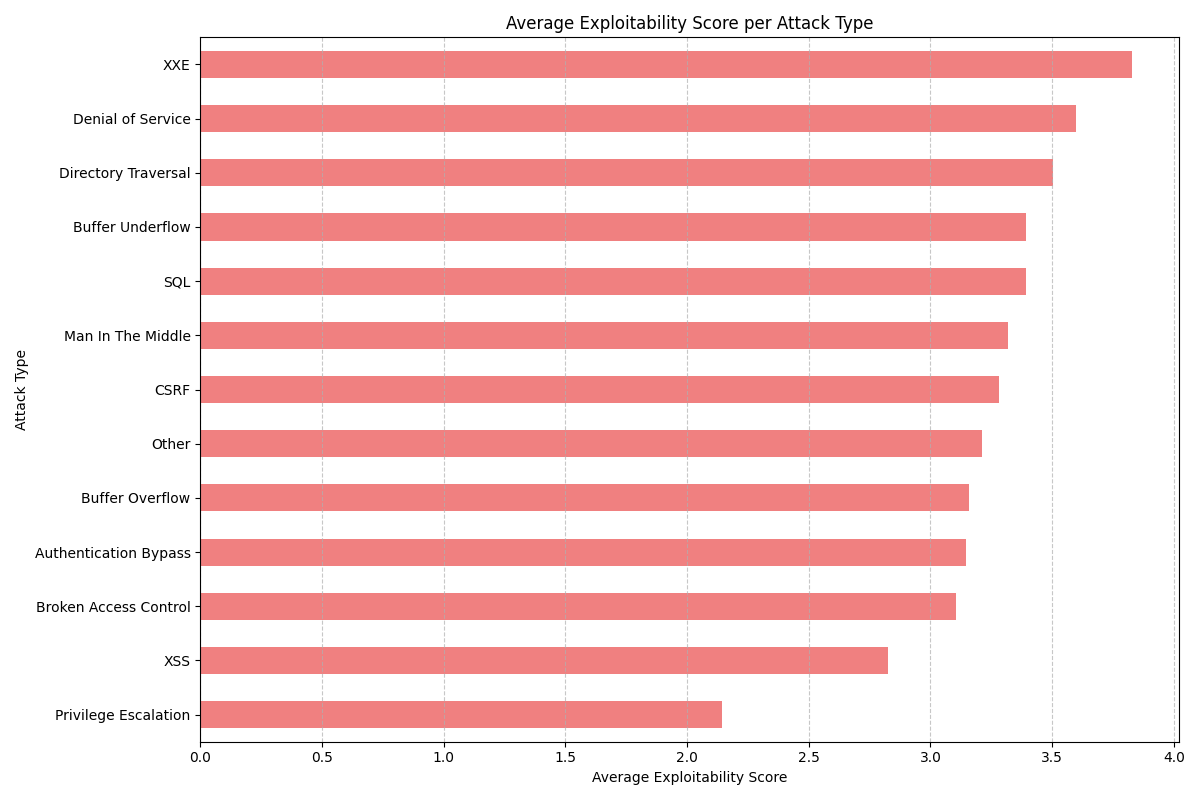 Average Exploitability Score per Attack Type
XXE
Denial of Service
Directory Traversal
Buffer Underflow
SQL
Man In The Middle
CSRF
Other
Buffer Overflow
Authentication Bypass
Broken Access Control
XSS
Privilege Escalation
Attack Type
0.0 0.5 1.0 1.5 2.0 2.5 3.0 3.5 4.0
Average Exploitability Score